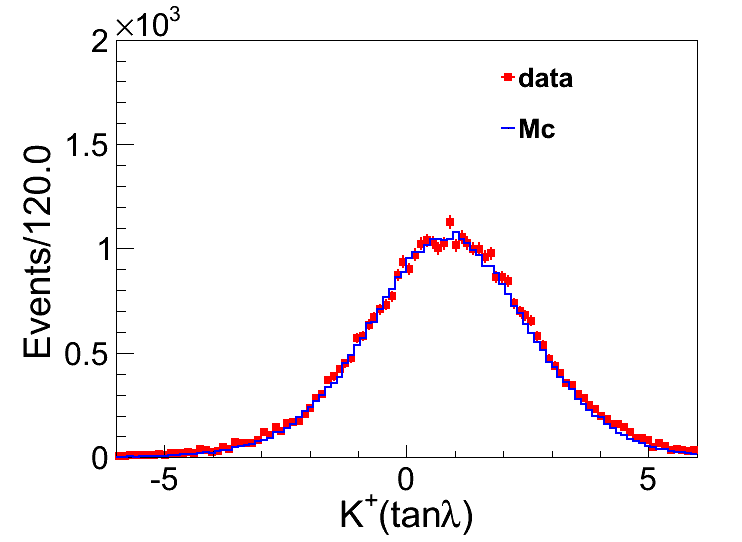 ×10³
2
1.5
1
0.5
0
Events/120.0
data
Mc
-5
0
5
K⁺(tanλ)